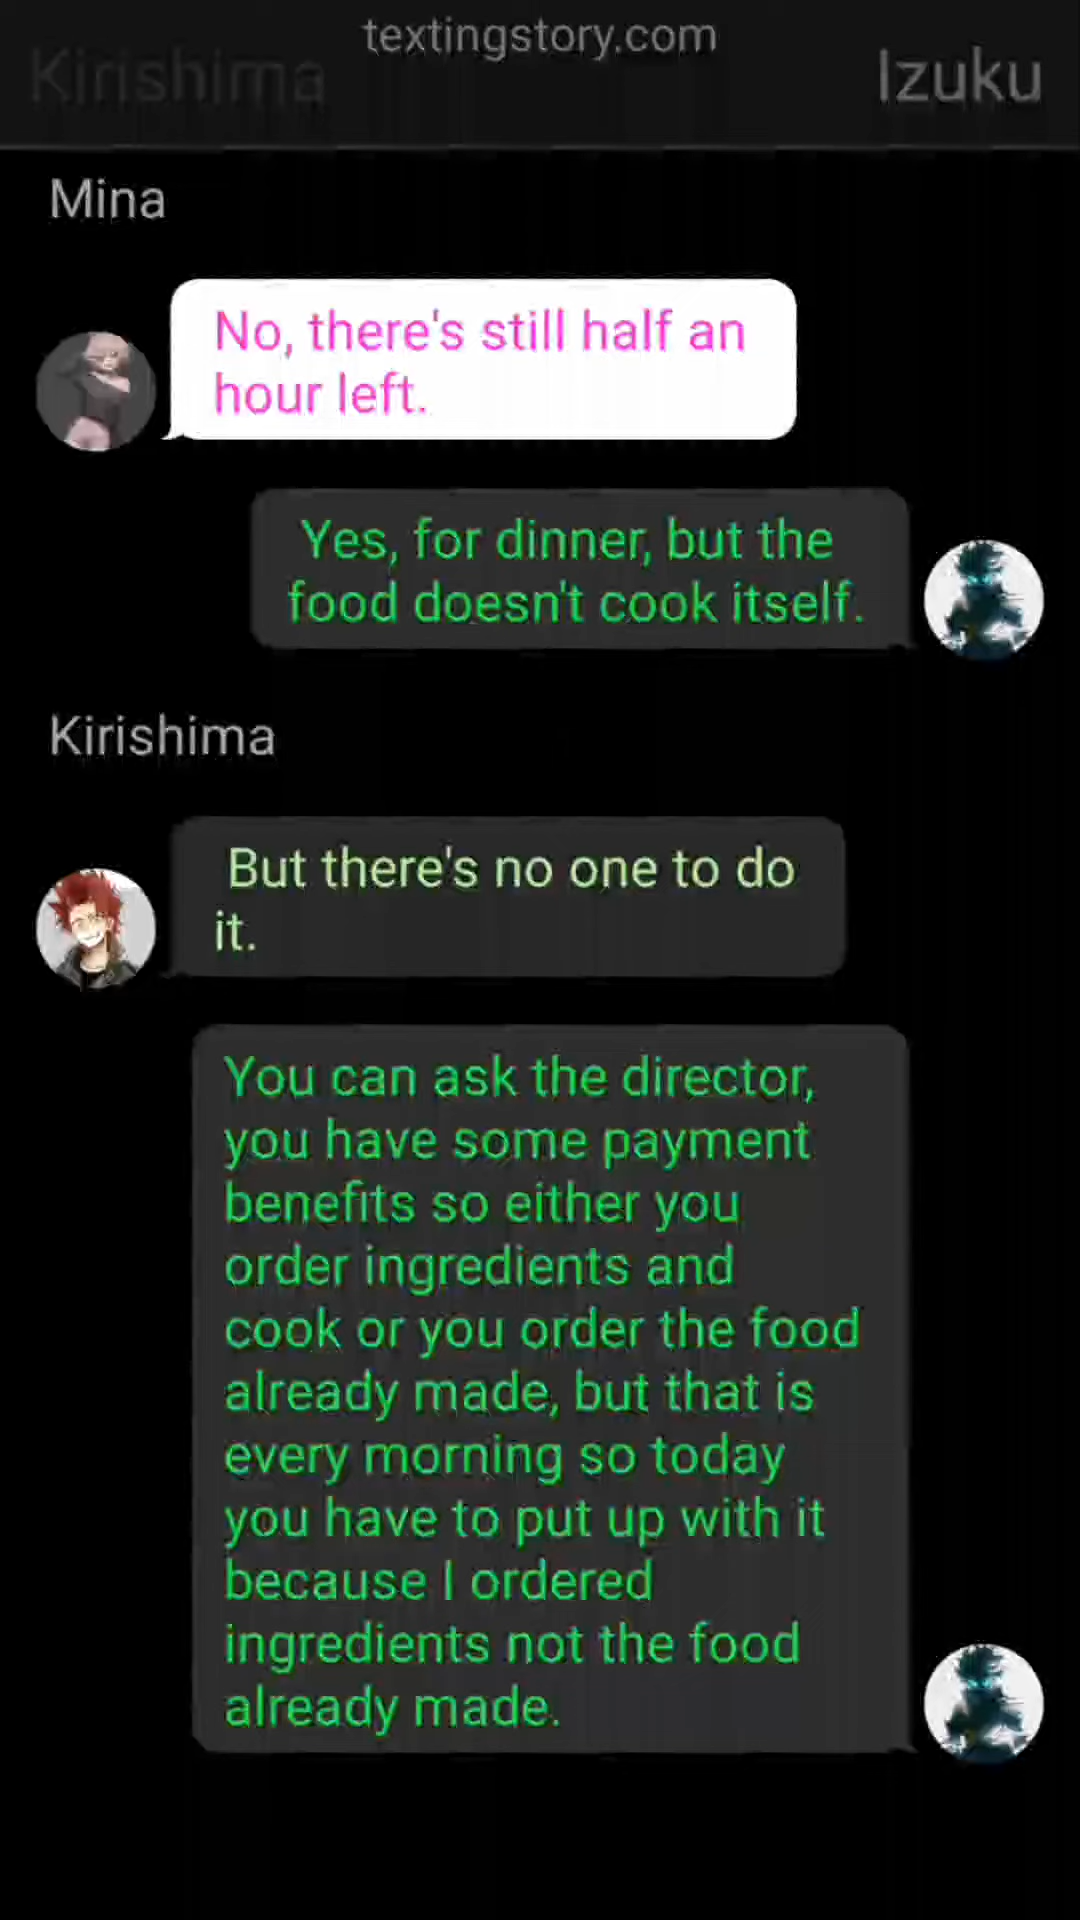 textingstory.com
Kirishima
Izuku
Mina
No, there's still half an
hour left.
Yes, for dinner, but the
food doesn't cook itself.
Kirishima
But there's no one to do
it.
You can ask the director,
you have some payment
benefits so either you
order ingredients and
cook or you order the food
already made, but that is
every morning so today
you have to put up with it
because I ordered
ingredients not the food
already made.